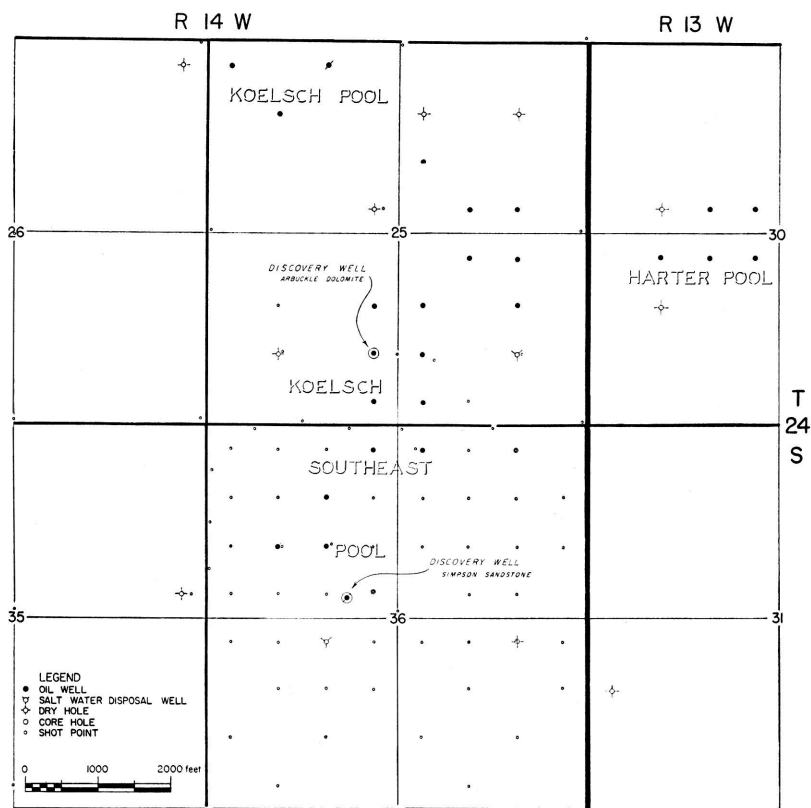 R 14 W
R 13 W
KOELSCH POOL
26
25
30
DISCOVERY WELL
ARBUCKLE DOLOMITE
HARTER POOL
KOELSCH
T
24
S
SOUTHEAST
POOL
DISCOVERY WELL
SIMPSON SANDSTONE
35
36
31
LEGEND
OIL WELL
SALT WATER DISPOSAL WELL
DRY HOLE
CORE HOLE
SHOT POINT
0 1000 2000 feet